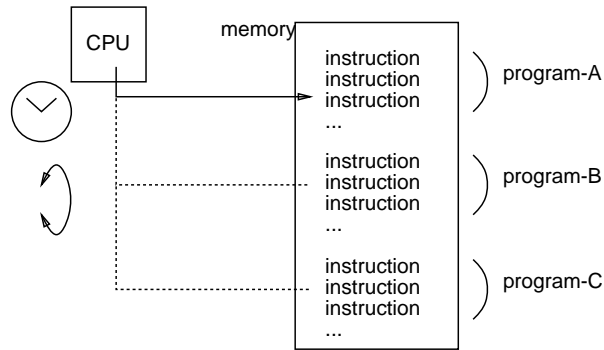 CPU
memory
instruction
instruction
instruction
...
program-A
instruction
instruction
instruction
...
program-B
instruction
instruction
instruction
...
program-C